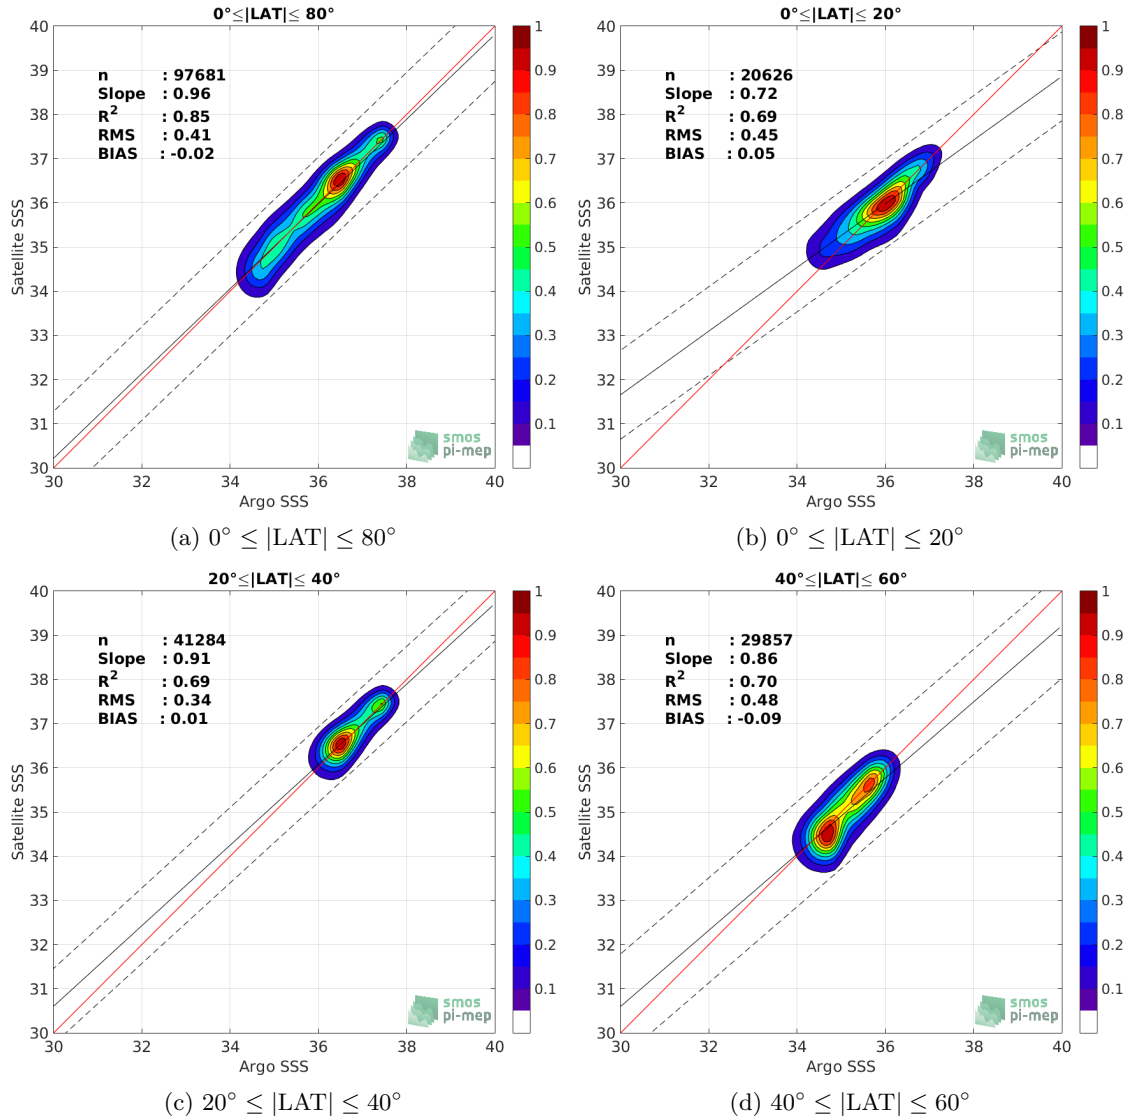 0°≤|LAT|≤ 80°
n : 97681
Slope : 0.96
R² : 0.85
RMS : 0.41
BIAS : -0.02
Satellite SSS
40
39
38
37
36
35
34
33
32
31
30
30 32 34 36 38 40
Argo SSS
1
0.9
0.8
0.7
0.6
0.5
0.4
0.3
0.2
0.1
smos
pi-mep
(a) 0° ≤ |LAT| ≤ 80°
0°≤|LAT|≤ 20°
n : 20626
Slope : 0.72
R² : 0.69
RMS : 0.45
BIAS : 0.05
Satellite SSS
40
39
38
37
36
35
34
33
32
31
30
30 32 34 36 38 40
Argo SSS
1
0.9
0.8
0.7
0.6
0.5
0.4
0.3
0.2
0.1
smos
pi-mep
(b) 0° ≤ |LAT| ≤ 20°
20°≤|LAT|≤ 40°
n : 41284
Slope : 0.91
R² : 0.69
RMS : 0.34
BIAS : 0.01
Satellite SSS
40
39
38
37
36
35
34
33
32
31
30
30 32 34 36 38 40
Argo SSS
1
0.9
0.8
0.7
0.6
0.5
0.4
0.3
0.2
0.1
smos
pi-mep
(c) 20° ≤ |LAT| ≤ 40°
40°≤|LAT|≤ 60°
n : 29857
Slope : 0.86
R² : 0.70
RMS : 0.48
BIAS : -0.09
Satellite SSS
40
39
38
37
36
35
34
33
32
31
30
30 32 34 36 38 40
Argo SSS
1
0.9
0.8
0.7
0.6
0.5
0.4
0.3
0.2
0.1
smos
pi-mep
(d) 40° ≤ |LAT| ≤ 60°